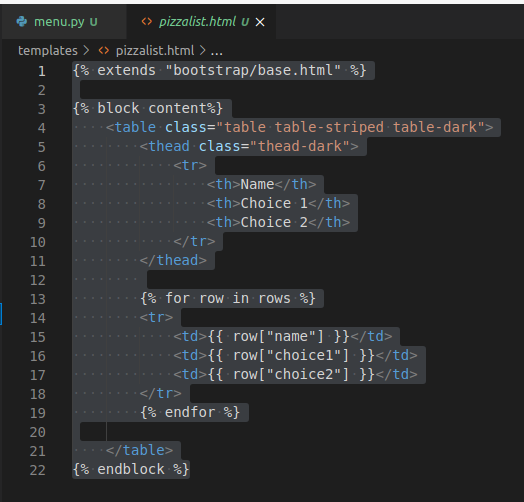 menu.py U
pizzalist.html U ×
templates > pizzalist.html > ...
1 {% extends "bootstrap/base.html" %}
2
3 {% block content%}
4     <table class="table table-striped table-dark">
5         <thead class="thead-dark">
6             <tr>
7                 <th>Name</th>
8                 <th>Choice 1</th>
9                 <th>Choice 2</th>
10             </tr>
11         </thead>
12
13         {% for row in rows %}
14         <tr>
15             <td>{{ row["name"] }}</td>
16             <td>{{ row["choice1"] }}</td>
17             <td>{{ row["choice2"] }}</td>
18         </tr>
19         {% endfor %}
20
21     </table>
22 {% endblock %}